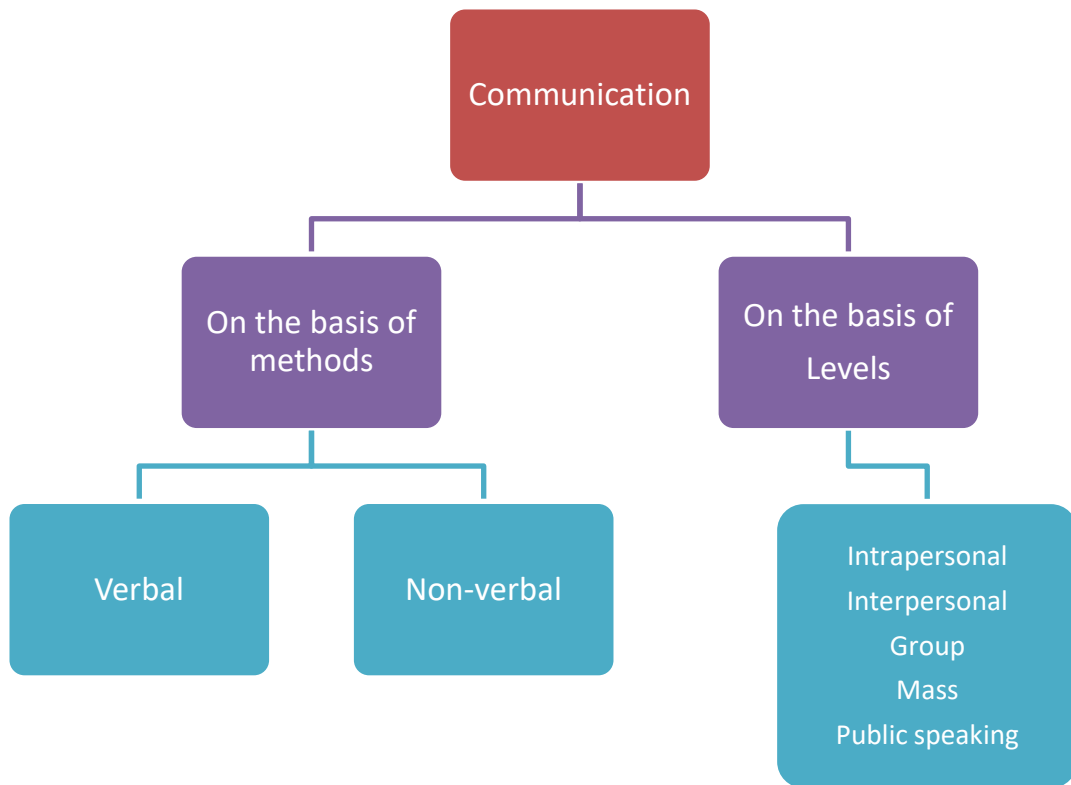 Communication
On the basis of
methods
On the basis of
Levels
Verbal
Non-verbal
Intrapersonal
Interpersonal
Group
Mass
Public speaking